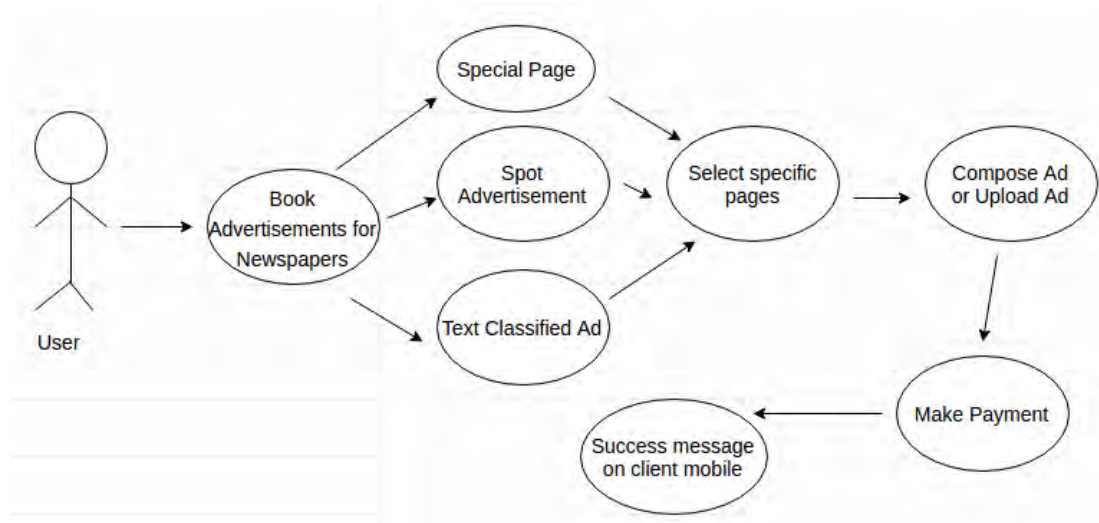 User
Book
Advertisements for
Newspapers
Special Page
Spot
Advertisement
Text Classified Ad
Select specific
pages
Compose Ad
or Upload Ad
Make Payment
Success message
on client mobile